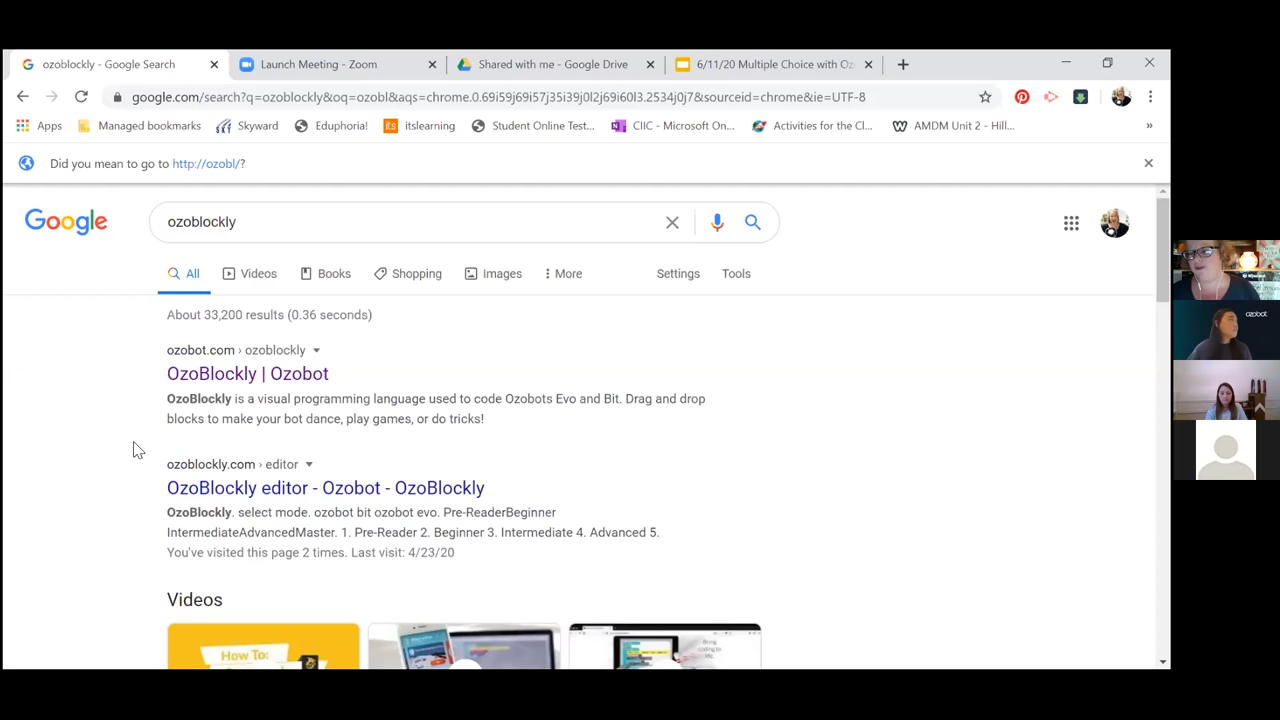 ozoblockly - Google Search
Launch Meeting - Zoom
Shared with me - Google Drive
6/11/20 Multiple Choice with Oz
google.com/search?q=ozoblockly&oq=ozobl&aqs=chrome.0.69i59j69i57j35i39j0l2j69i60l3.2534j0j7&sourceid=chrome&ie=UTF-8
Apps
Managed bookmarks
Skyward
Eduphoria!
its itslearning
Student Online Test...
CIIC - Microsoft On...
Activities for the Cl...
AMDM Unit 2 - Hill...
»
Did you mean to go to http://ozobl/?
Google
ozoblockly
All
Videos
Books
Shopping
Images
More
Settings
Tools
About 33,200 results (0.36 seconds)
ozobot.com › ozoblockly
OzoBlockly | Ozobot
OzoBlockly is a visual programming language used to code Ozobots Evo and Bit. Drag and drop
blocks to make your bot dance, play games, or do tricks!
ozoblockly.com › editor
OzoBlockly editor - Ozobot - OzoBlockly
OzoBlockly. select mode. ozobot bit ozobot evo. Pre-ReaderBeginner
IntermediateAdvancedMaster. 1. Pre-Reader 2. Beginner 3. Intermediate 4. Advanced 5.
You've visited this page 2 times. Last visit: 4/23/20
Videos
How To:
Bring
coding to
life.
ozobot